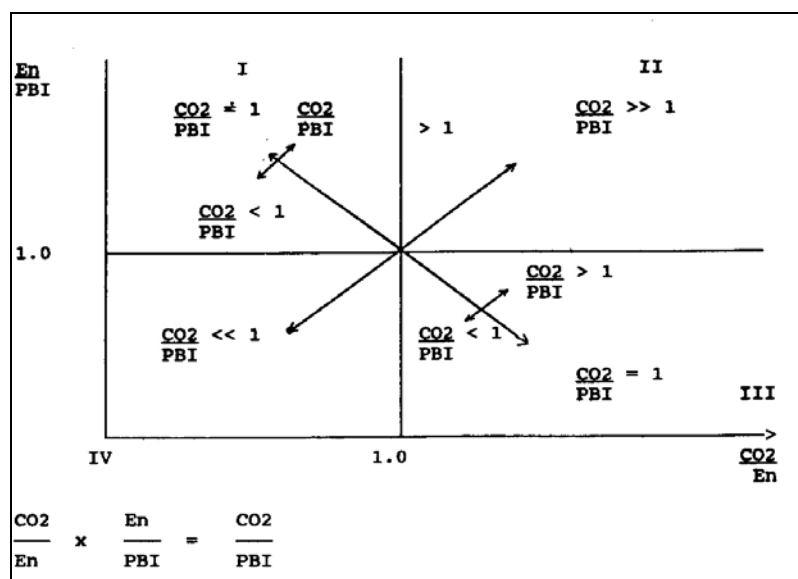 I II
En
PBI
CO2 = 1 CO2 > 1 CO2 >> 1
PBI PBI PBI
CO2 < 1
PBI
1.0
CO2 > 1
PBI
CO2 << 1 CO2 < 1
PBI PBI
CO2 = 1 III
PBI
IV 1.0 CO2
En
CO2 En CO2
x =
En PBI PBI